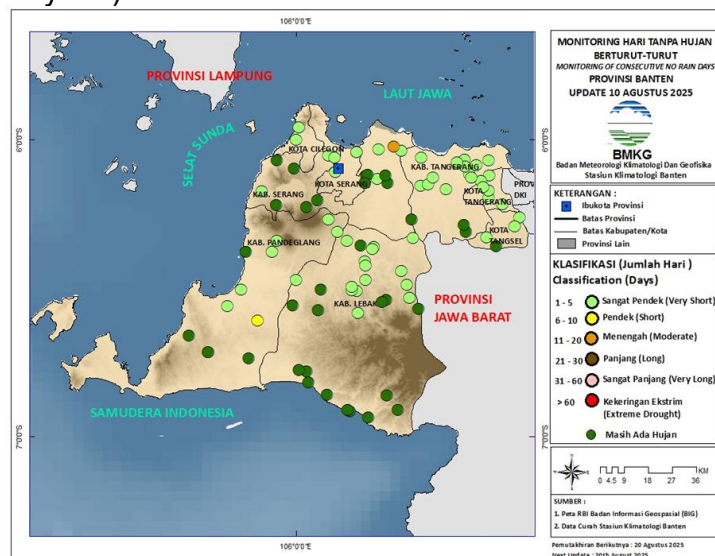 106°0'0"E
PROVINSI LAMPUNG
LAUT JAWA
SELAT SUNDA
6°0'0"S
6°0'0"S
KOTA CILEGON
KAB. TANGERANG
KAB. SERANG
KOTA SERANG
KOTA TANGERANG
PROV
DKI
KAB. PANDEGLANG
KOTA TANGSEL
KAB. LEBAK
PROVINSI
JAWA BARAT
SAMUDERA INDONESIA
7°0'0"S
7°0'0"S
106°0'0"E
MONITORING HARI TANPA HUJAN
BERTURUT-TURUT
MONITORING OF CONSECUTIVE NO RAIN DAYS
PROVINSI BANTEN
UPDATE 10 AGUSTUS 2025
BMKG
Badan Meteorologi Klimatologi Dan Geofisika
Stasiun Klimatologi Banten
KETERANGAN :
Ibukota Provinsi
Batas Provinsi
Batas Kabupaten/Kota
Provinsi Lain
KLASIFIKASI (Jumlah Hari )
Classification (Days)
1 - 5 Sangat Pendek (Very Short)
6 - 10 Pendek (Short)
11 - 20 Menengah (Moderate)
21 - 30 Panjang (Long)
31 - 60 Sangat Panjang (Very Long)
> 60 Kekeringan Ekstrim
(Extreme Drought)
Masih Ada Hujan
KM
0 4.5 9 18 27 36
SUMBER :
1. Peta RBI Badan Informasi Geospasial (BIG)
2. Data Curah Stasiun Klimatologi Banten
Pemutakhiran Berikutnya : 20 Agustus 2025
Next Update : 20th August 2025